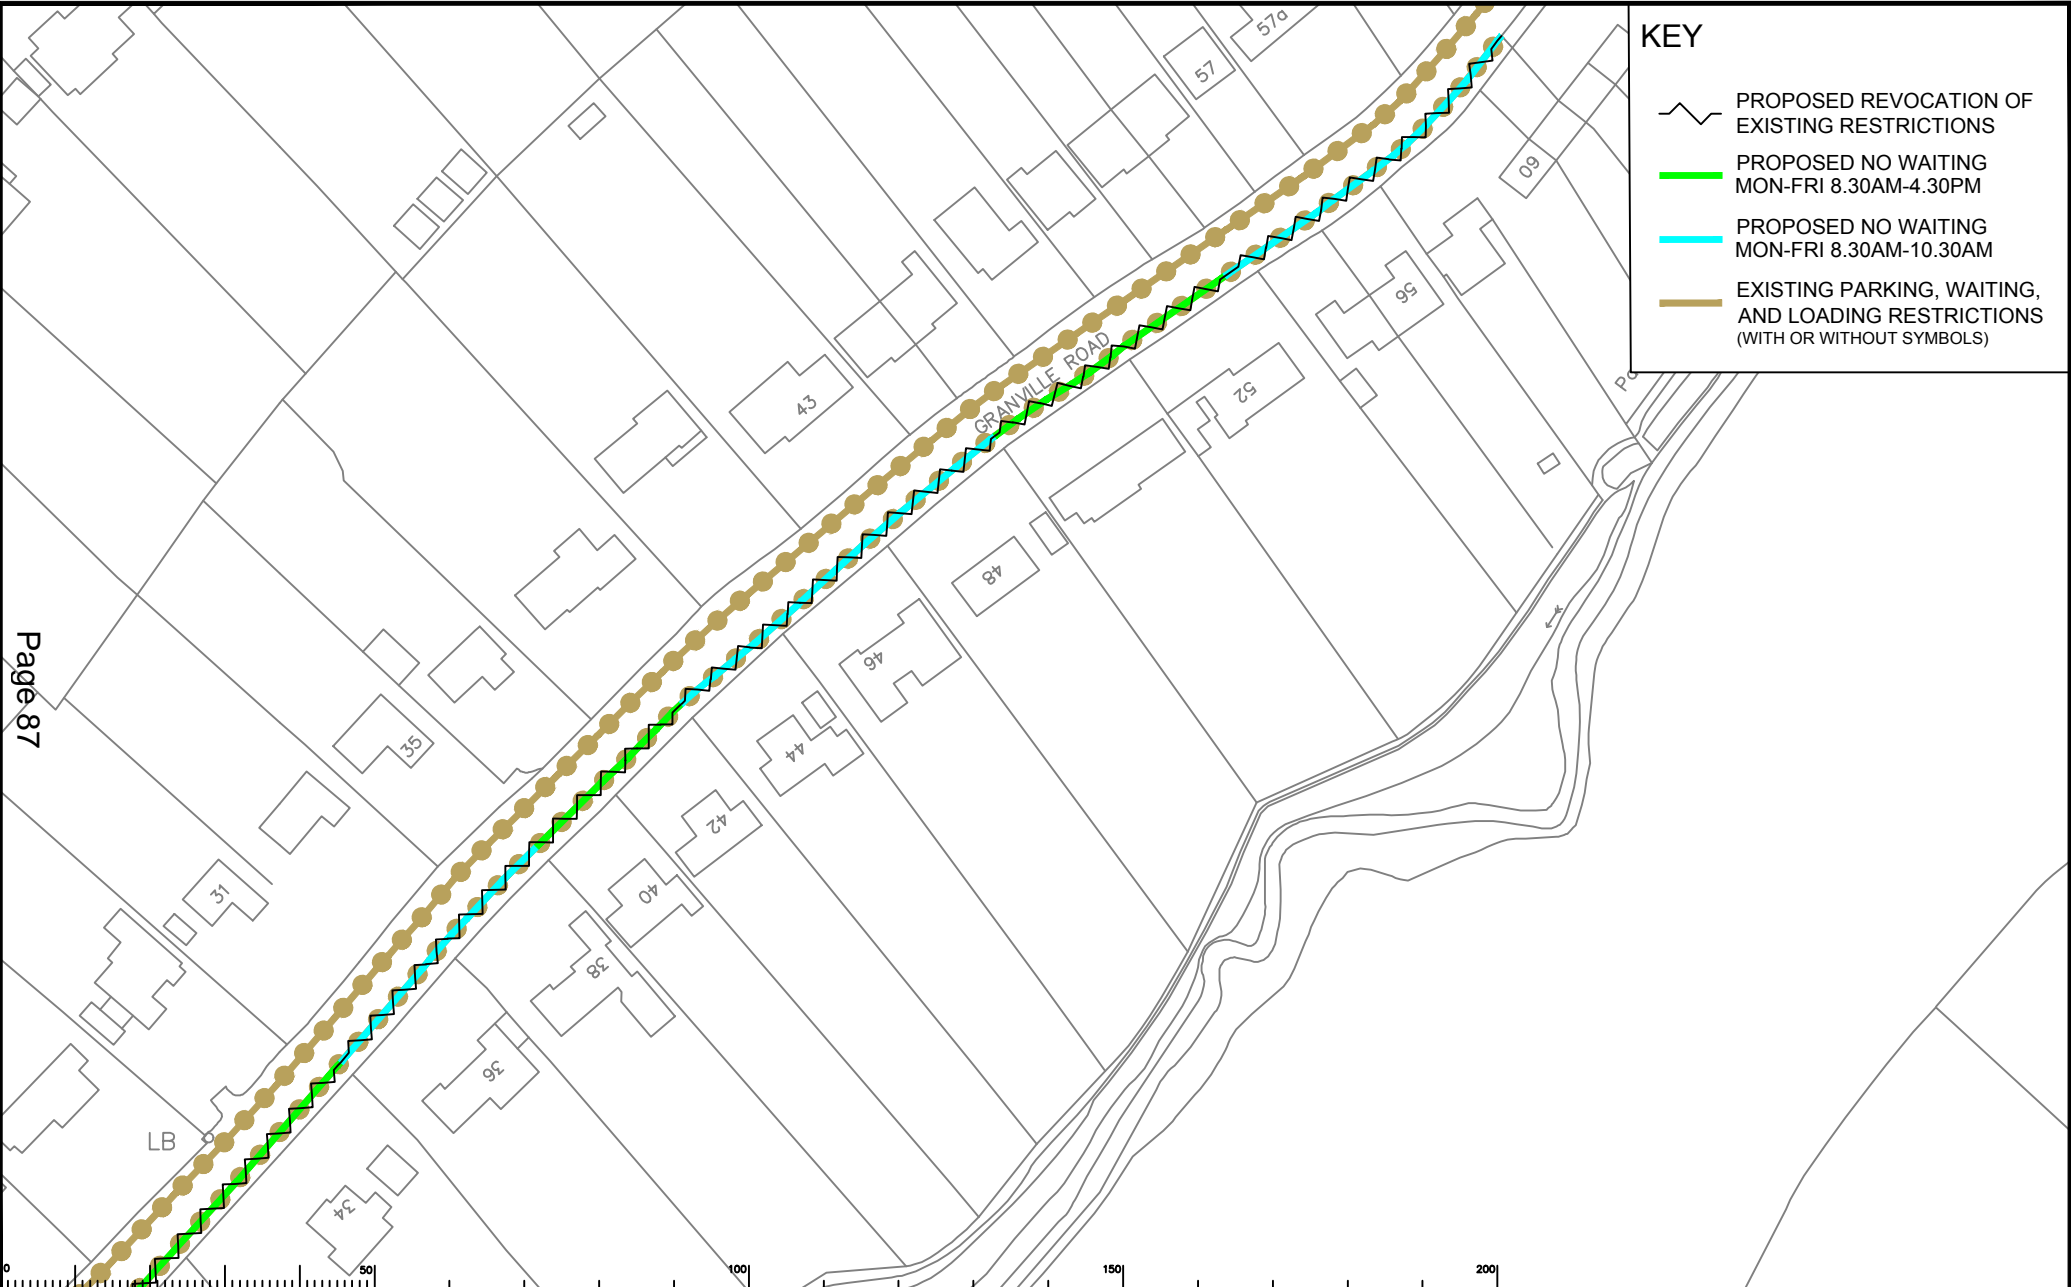 KEY
PROPOSED REVOCATION OF
EXISTING RESTRICTIONS
PROPOSED NO WAITING
MON-FRI 8.30AM-4.30PM
PROPOSED NO WAITING
MON-FRI 8.30AM-10.30AM
EXISTING PARKING, WAITING,
AND LOADING RESTRICTIONS
(WITH OR WITHOUT SYMBOLS)
57a
57
60
56
52
GRANVILLE ROAD
43
48
46
44
42
40
38
36
34
35
31
LB
Page 87
0
50
100
150
200